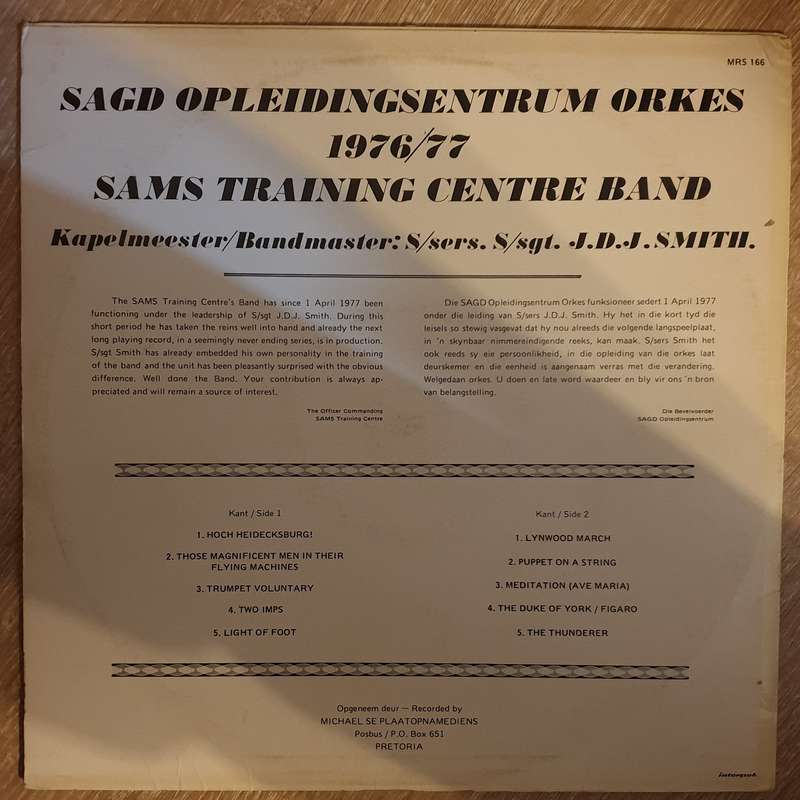 MRS 166
SAGD OPLEIDINGSENTRUM ORKES
1976/77
SAMS TRAINING CENTRE BAND
Kapelmeester/Bandmaster: S/sers. S/sgt. J.D.J. SMITH.
The SAMS Training Centre's Band has since 1 April 1977 been
functioning under the leadership of S/sgt J.D.J. Smith. During this
short period he has taken the reins well into hand and already the next
long playing record, in a seemingly never ending series, is in production.
S/sgt Smith has already embedded his own personality in the training
of the band and the unit has been pleasantly surprised with the obvious
difference. Well done the Band. Your contribution is always ap-
preciated and will remain a source of interest.
The Officer Commanding
SAMS Training Centre
Die SAGD Opleidingsentrum Orkes funksioneer sedert 1 April 1977
onder die leiding van S/sers J.D.J. Smith. Hy het in die kort tyd die
leisels so stewig vasgevat dat hy nou alreeds die volgende langspeelplaat,
in 'n skynbaar nimmereindigende reeks, kan maak. S/sers Smith het
ook reeds sy eie persoonlikheid, in die opleiding van die orkes laat
deurskemer en die eenheid is aangenaam verras met die verandering.
Welgedaan orkes. U doen en late word waardeer en bly vir ons 'n bron
van belangstelling.
Die Bevelvoerder
SAGD Opleidingsentrum
Kant / Side 1
1. HOCH HEIDECKSBURG!
2. THOSE MAGNIFICENT MEN IN THEIR
FLYING MACHINES
3. TRUMPET VOLUNTARY
4. TWO IMPS
5. LIGHT OF FOOT
Kant / Side 2
1. LYNWOOD MARCH
2. PUPPET ON A STRING
3. MEDITATION (AVE MARIA)
4. THE DUKE OF YORK / FIGARO
5. THE THUNDERER
Opgeneem deur — Recorded by
MICHAEL SE PLAATOPNAMEDIENS
Posbus / P.O. Box 651
PRETORIA